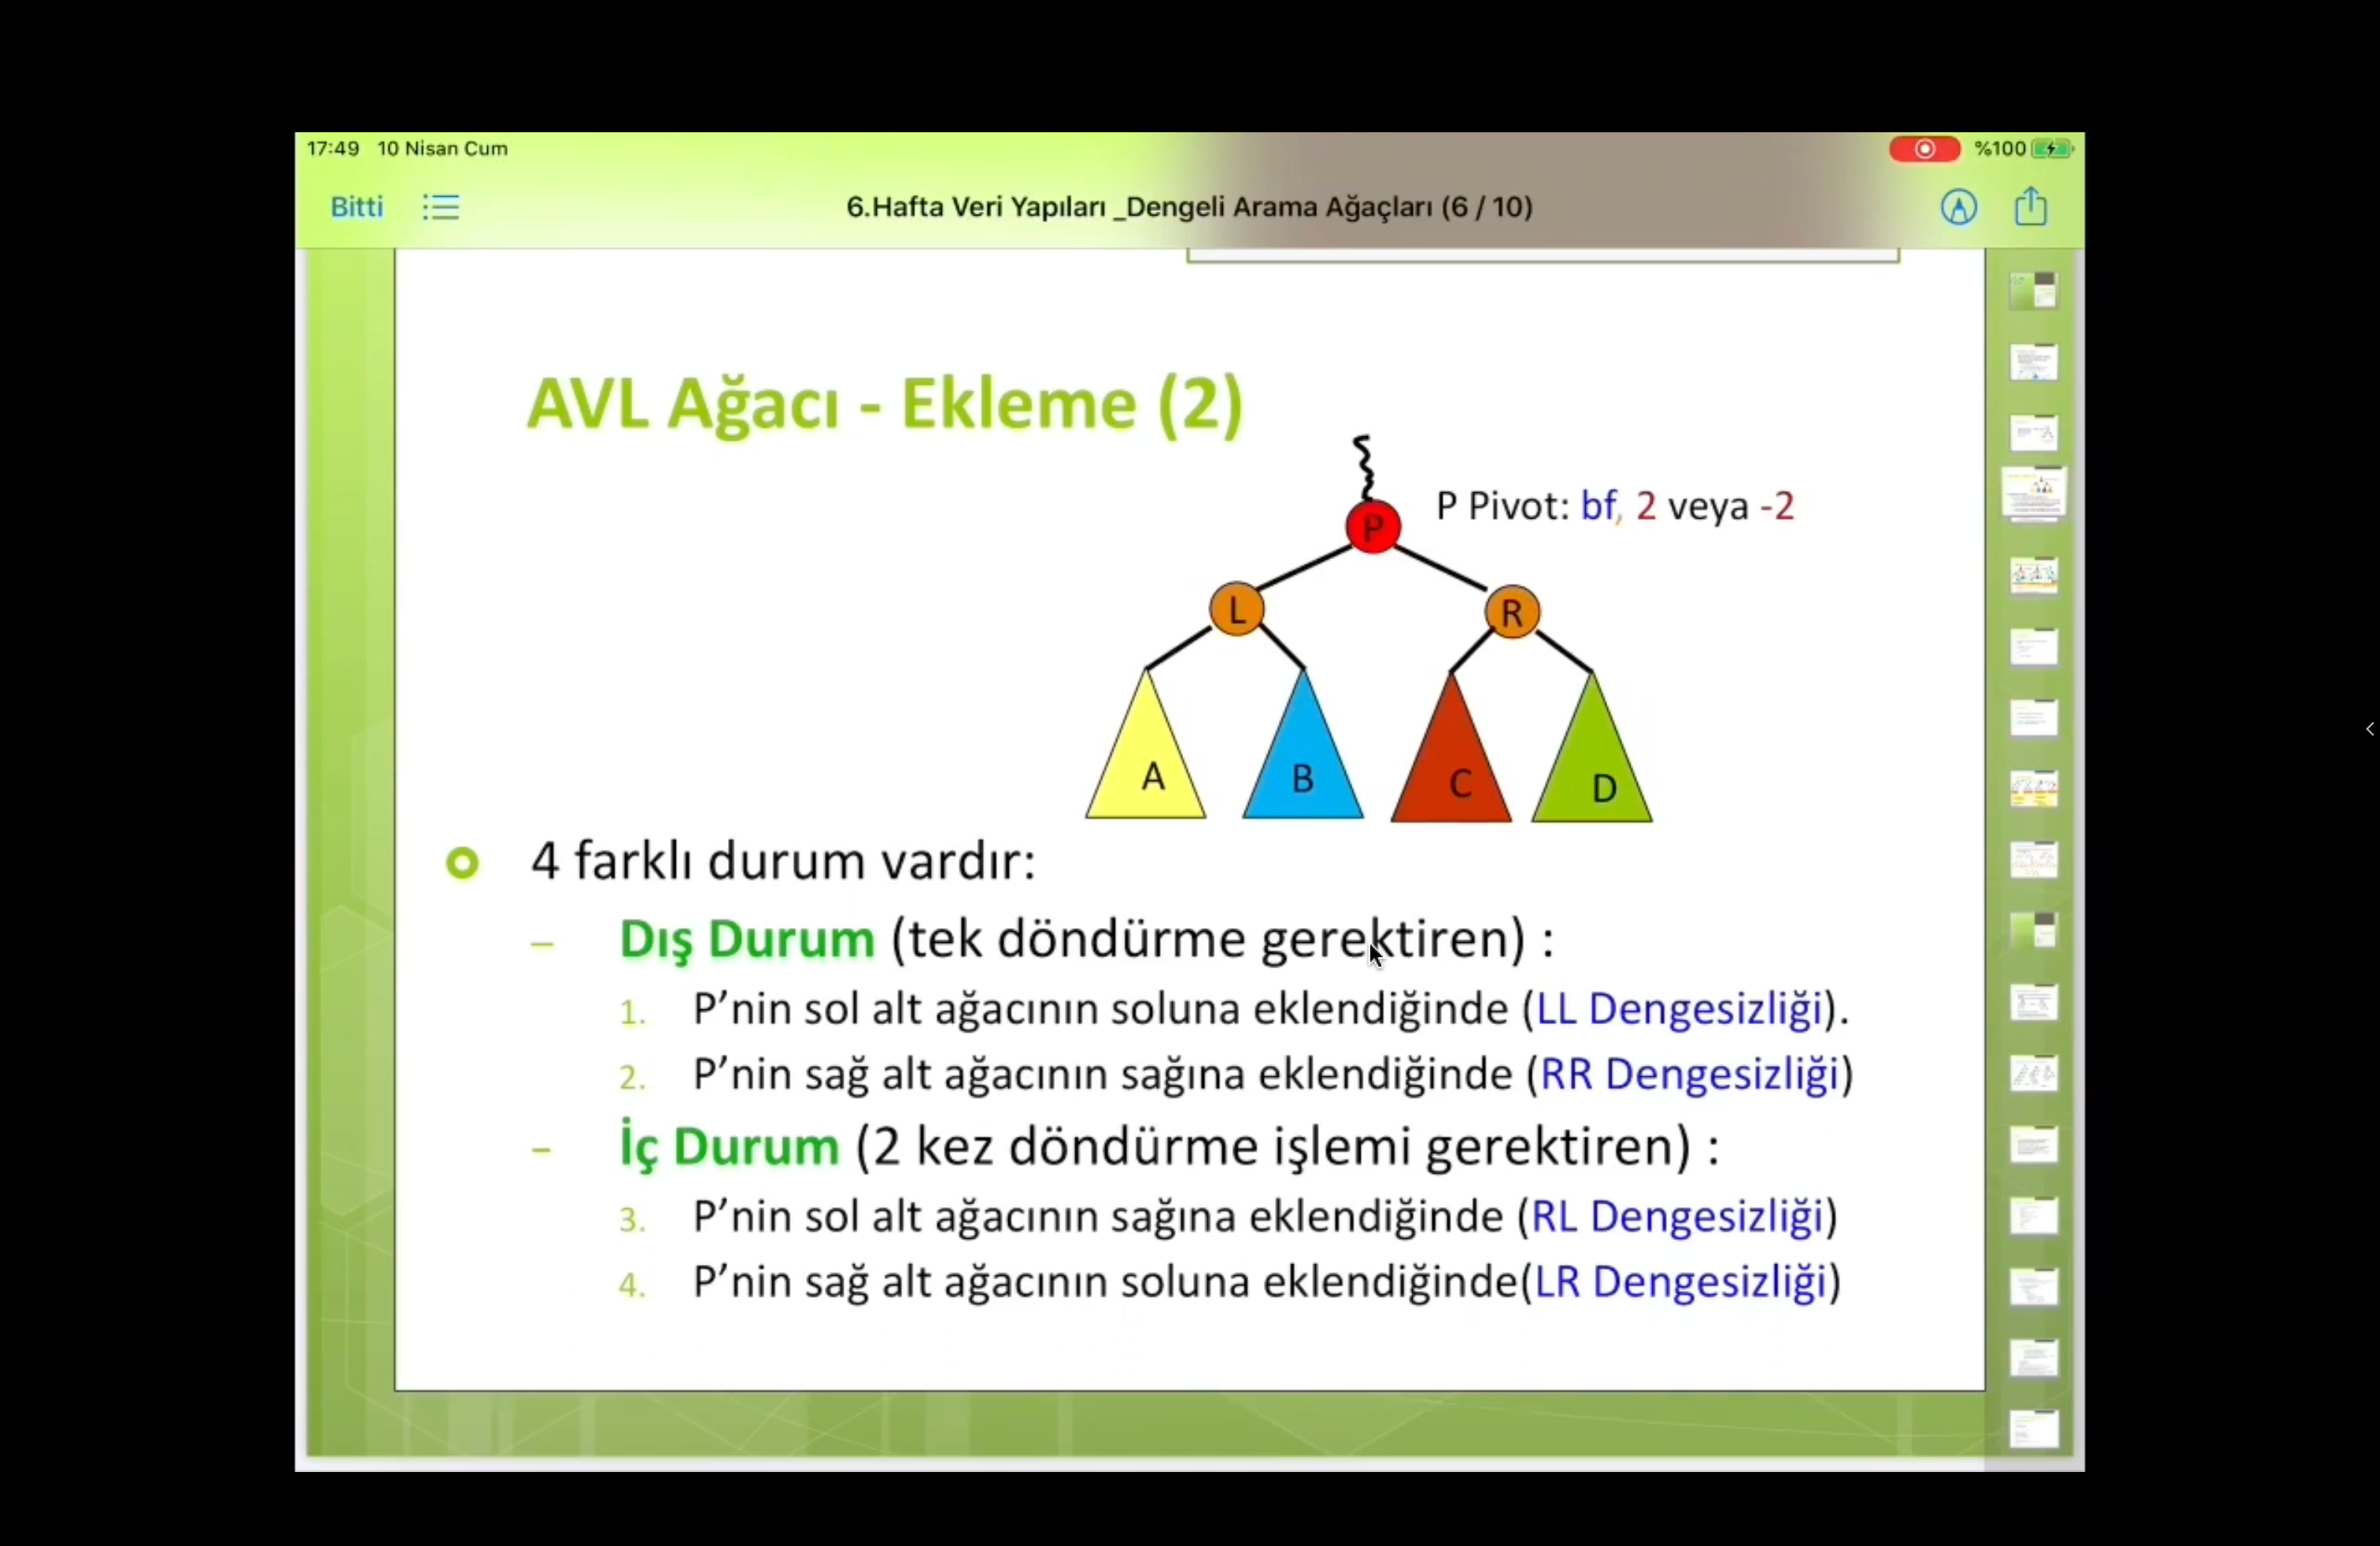 17:49 10 Nisan Cum
%100
Bitti
6.Hafta Veri Yapıları _Dengeli Arama Ağaçları (6 / 10)
AVL Ağacı - Ekleme (2)
P Pivot: bf, 2 veya -2
P
L
R
A
B
C
D
4 farklı durum vardır:
– Dış Durum (tek döndürme gerektiren) :
1. P’nin sol alt ağacının soluna eklendiğinde (LL Dengesizliği).
2. P’nin sağ alt ağacının sağına eklendiğinde (RR Dengesizliği)
– İç Durum (2 kez döndürme işlemi gerektiren) :
3. P’nin sol alt ağacının sağına eklendiğinde (RL Dengesizliği)
4. P’nin sağ alt ağacının soluna eklendiğinde(LR Dengesizliği)